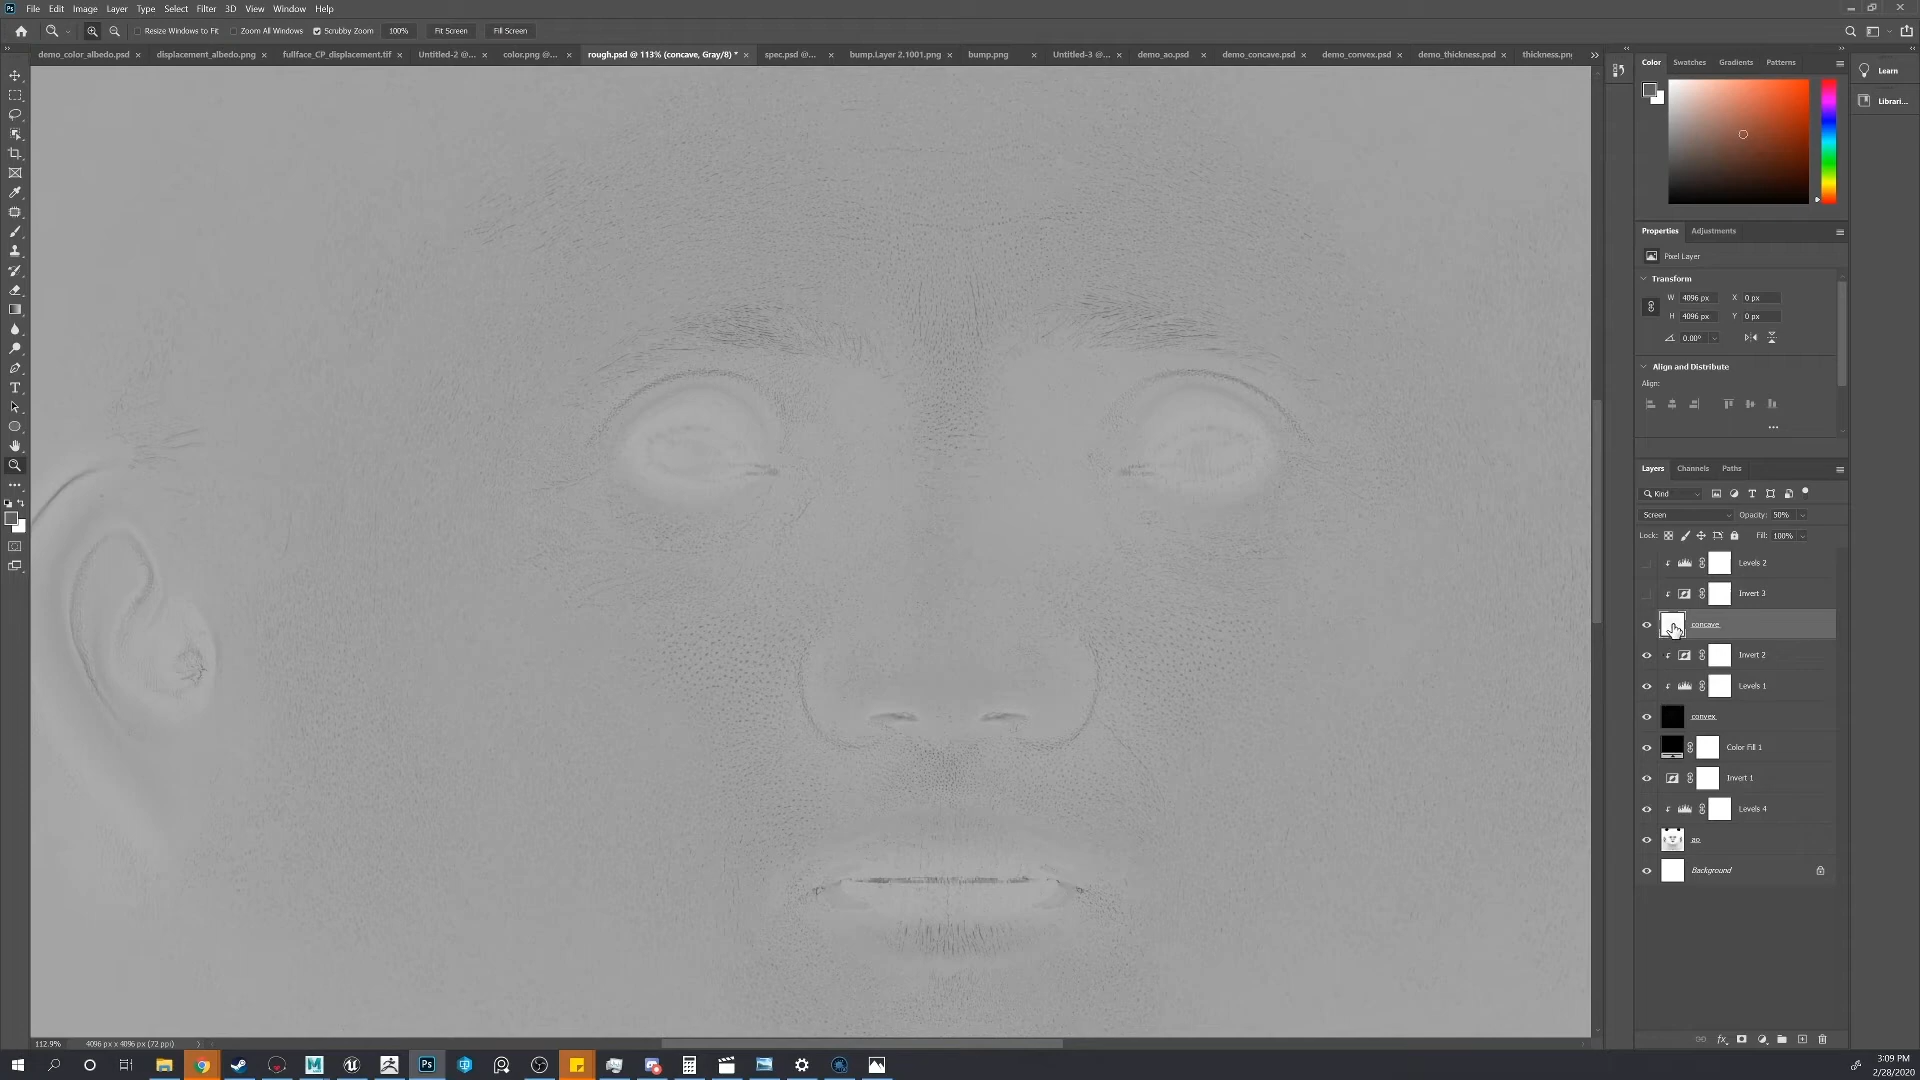 Ps File Edit Image Layer Type Select Filter 3D View Window Help
Resize Windows to Fit Zoom All Windows Scrubby Zoom 100% Fit Screen Fill Screen
demo_color_albedo.psd × displacement_albedo.png × fullface_CP_displacement.tif × Untitled-2 @... × color.png @... × rough.psd @ 113% (concave, Gray/8) * × spec.psd @... × bump.Layer 2.1001.png × bump.png × Untitled-3 @... × demo_ao.psd × demo_concave.psd × demo_convex.psd × demo_thickness.psd × thickness.png
Color Swatches Gradients Patterns
Learn
Librari...
Properties Adjustments
Pixel Layer
Transform
W 4096 px X 0 px
H 4096 px Y 0 px
0.00°
Align and Distribute
Align:
Layers Channels Paths
Kind
Screen Opacity: 50%
Lock: Fill: 100%
Levels 2
Invert 3
concave
Invert 2
Levels 1
convex
Color Fill 1
Invert 1
Levels 4
ao
Background
112.9% 4096 px x 4096 px (72 ppi)
Ps
3:09 PM
2/28/2020